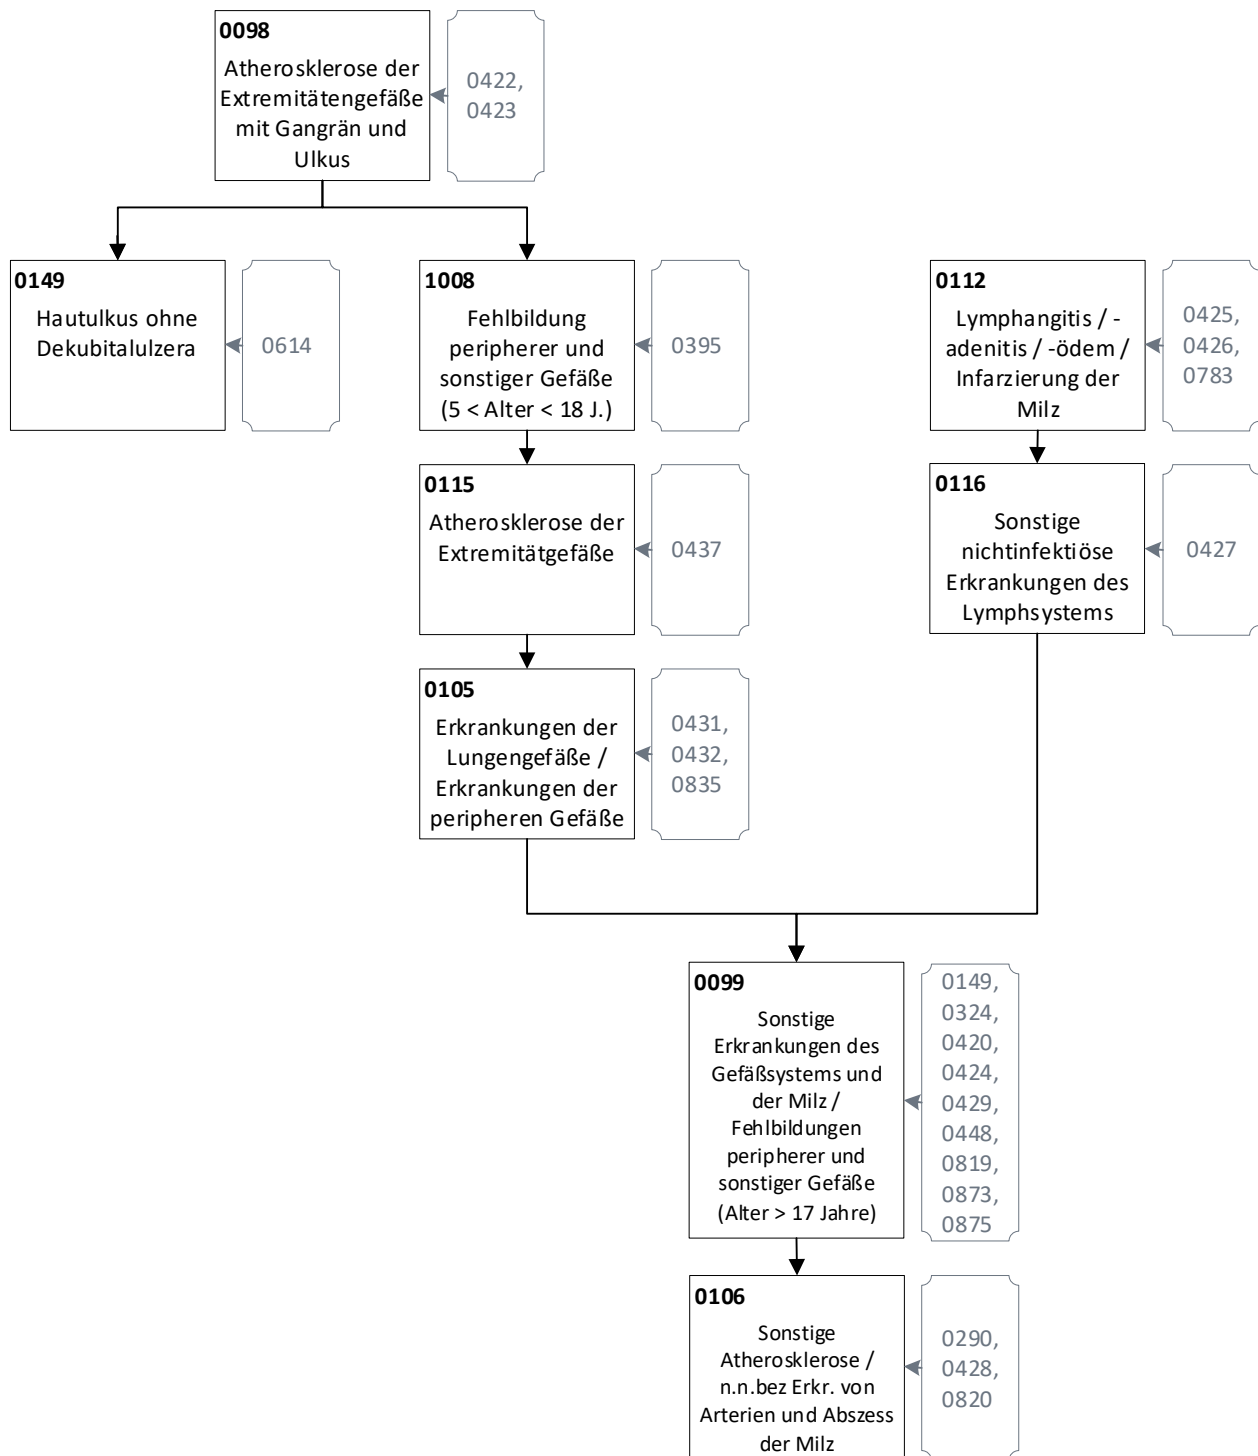 0098
Atherosklerose der
Extremitätengefäße
mit Gangrän und
Ulkus
0422,
0423
0149
Hautulkus ohne
Dekubitalulzera
0614
1008
Fehlbildung
peripherer und
sonstiger Gefäße
(5 < Alter < 18 J.)
0395
0112
Lymphangitis / -
adenitis / -ödem /
Infarzierung der
Milz
0425,
0426,
0783
0115
Atherosklerose der
Extremitätgefäße
0437
0116
Sonstige
nichtinfektiöse
Erkrankungen des
Lymphsystems
0427
0105
Erkrankungen der
Lungengefäße /
Erkrankungen der
peripheren Gefäße
0431,
0432,
0835
0099
Sonstige
Erkrankungen des
Gefäßsystems und
der Milz /
Fehlbildungen
peripherer und
sonstiger Gefäße
(Alter > 17 Jahre)
0149,
0324,
0420,
0424,
0429,
0448,
0819,
0873,
0875
0106
Sonstige
Atherosklerose /
n.n.bez Erkr. von
Arterien und Abszess
der Milz
0290,
0428,
0820